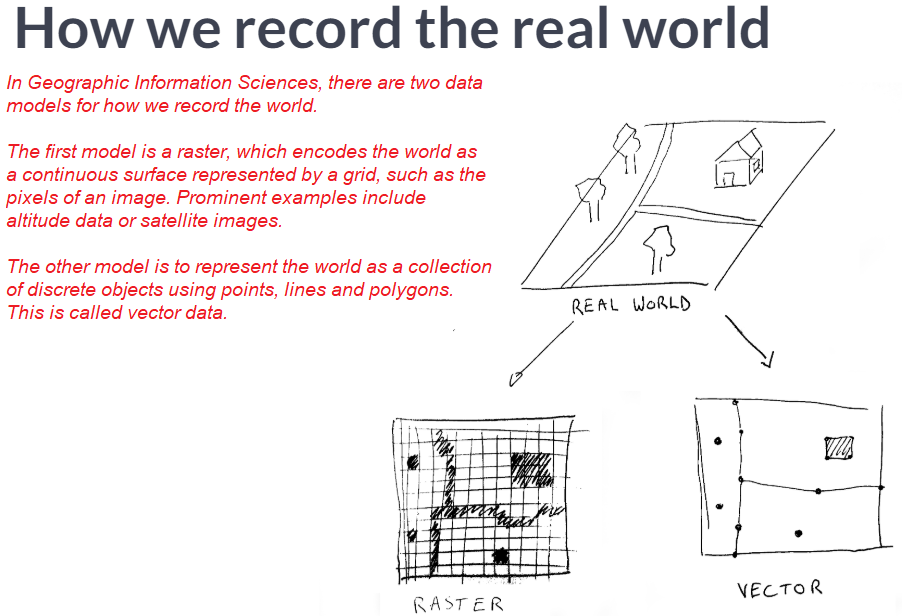 How we record the real world
In Geographic Information Sciences, there are two data
models for how we record the world.
The first model is a raster, which encodes the world as
a continuous surface represented by a grid, such as the
pixels of an image. Prominent examples include
altitude data or satellite images.
The other model is to represent the world as a collection
of discrete objects using points, lines and polygons.
This is called vector data.
REAL WORLD
RASTER
VECTOR